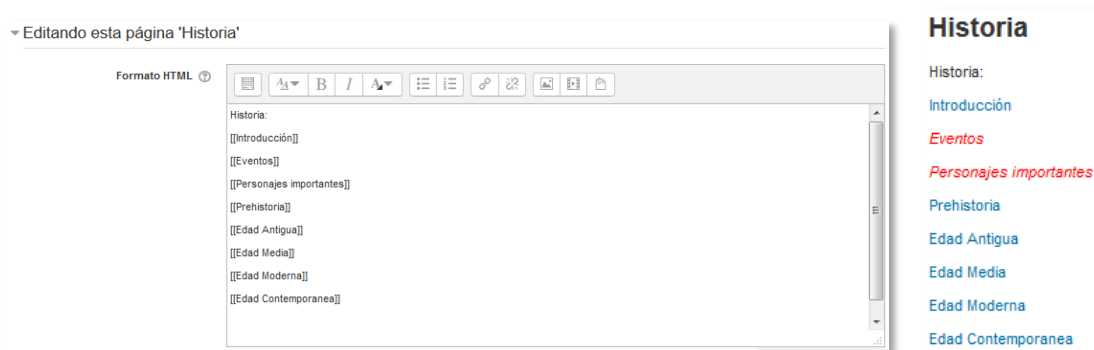 Editando esta página 'Historia'
Formato HTML
Historia:
[[Introducción]]
[[Eventos]]
[[Personajes importantes]]
[[Prehistoria]]
[[Edad Antigua]]
[[Edad Media]]
[[Edad Moderna]]
[[Edad Contemporanea]]
Historia
Historia:
Introducción
Eventos
Personajes importantes
Prehistoria
Edad Antigua
Edad Media
Edad Moderna
Edad Contemporanea